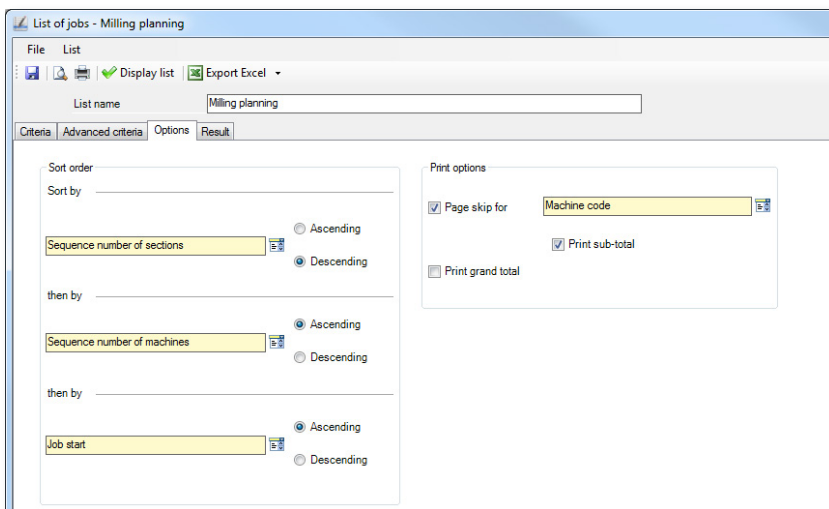 List of jobs - Milling planning
File List
Display list Export Excel
List name Milling planning
Criteria Advanced criteria Options Result
Sort order
Sort by
Sequence number of sections
Ascending
Descending
then by
Sequence number of machines
Ascending
Descending
then by
Job start
Ascending
Descending
Print options
Page skip for Machine code
Print sub-total
Print grand total